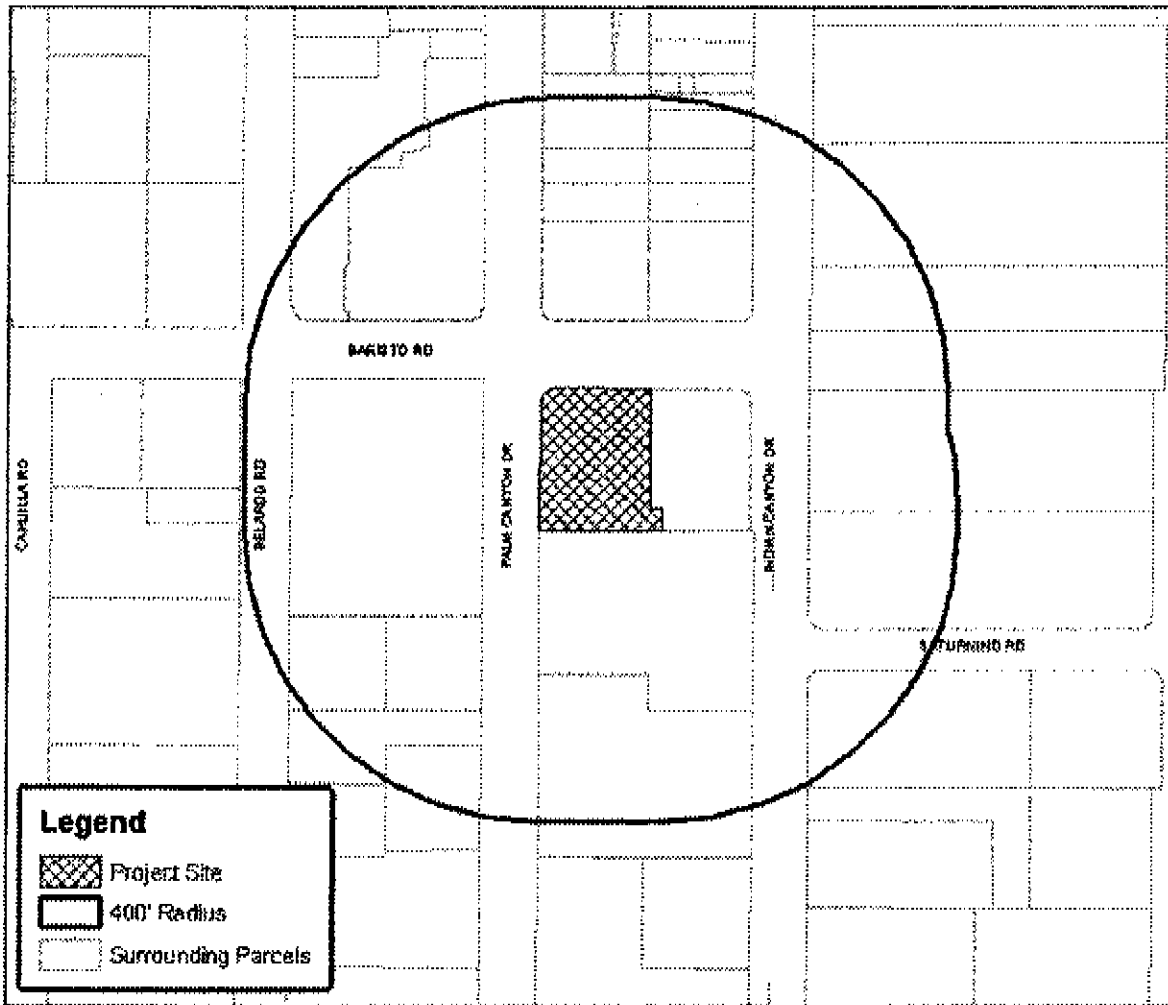 BARISTO RD
CAHUILLA RD
BELARDO RD
PALM CANYON DR
INDIAN CANYON DR
SATURNINO RD
Legend
Project Site
400' Radius
Surrounding Parcels